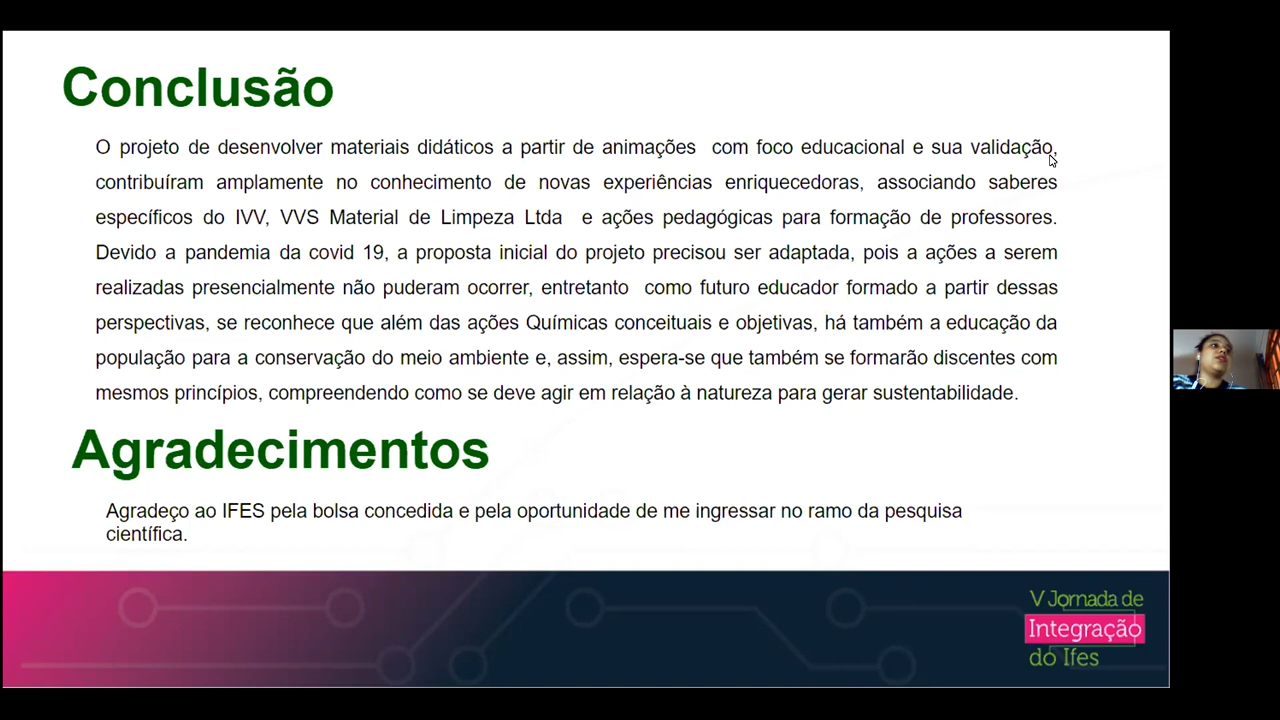 Conclusão
O projeto de desenvolver materiais didáticos a partir de animações com foco educacional e sua validação,
contribuíram amplamente no conhecimento de novas experiências enriquecedoras, associando saberes
específicos do IVV, VVS Material de Limpeza Ltda e ações pedagógicas para formação de professores.
Devido a pandemia da covid 19, a proposta inicial do projeto precisou ser adaptada, pois a ações a serem
realizadas presencialmente não puderam ocorrer, entretanto como futuro educador formado a partir dessas
perspectivas, se reconhece que além das ações Químicas conceituais e objetivas, há também a educação da
população para a conservação do meio ambiente e, assim, espera-se que também se formarão discentes com
mesmos princípios, compreendendo como se deve agir em relação à natureza para gerar sustentabilidade.
Agradecimentos
Agradeço ao IFES pela bolsa concedida e pela oportunidade de me ingressar no ramo da pesquisa
científica.
V Jornada de
Integração
do Ifes